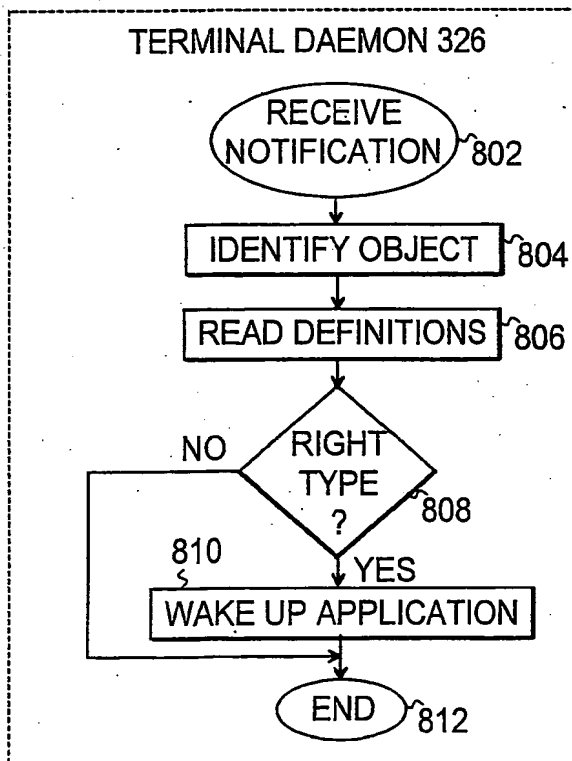 TERMINAL DAEMON 326
RECEIVE
NOTIFICATION
802
IDENTIFY OBJECT
804
READ DEFINITIONS
806
NO
RIGHT
TYPE
?
808
810
YES
WAKE UP APPLICATION
END
812